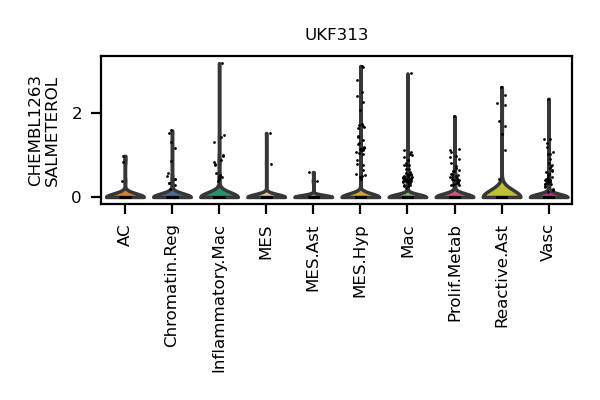 UKF313
CHEMBL1263
SALMETEROL
2
0
AC
Chromatin.Reg
Inflammatory.Mac
MES
MES.Ast
MES.Hyp
Mac
Prolif.Metab
Reactive.Ast
Vasc